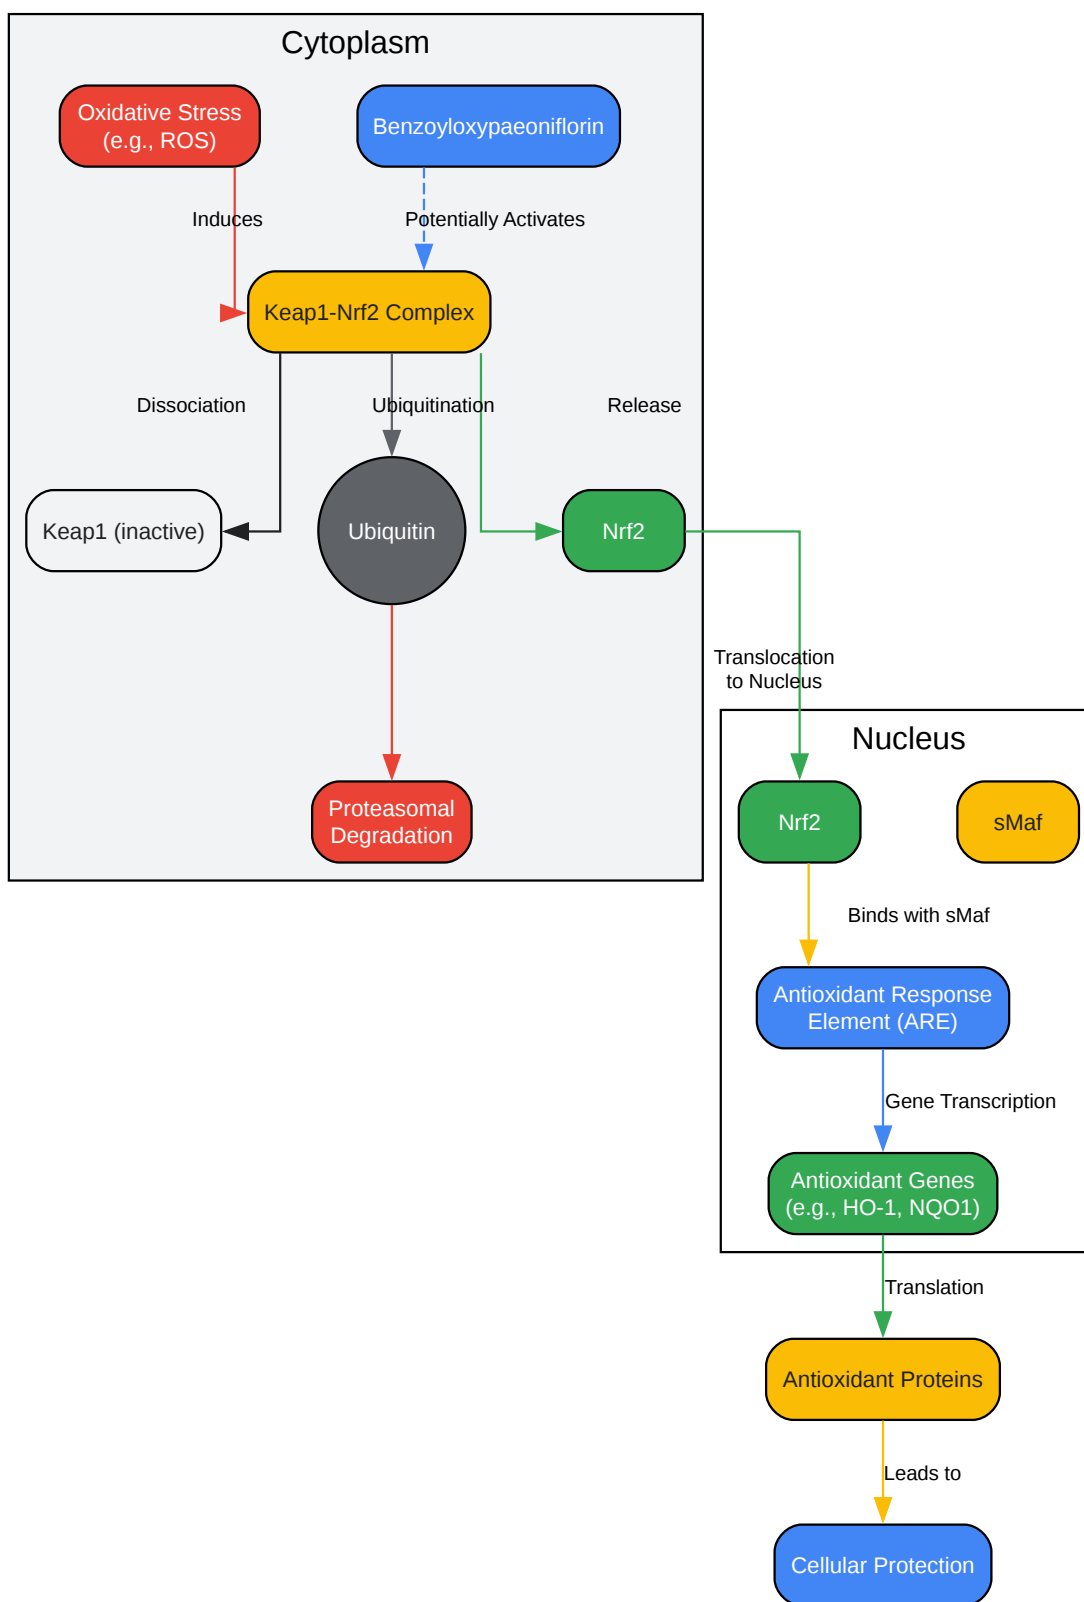 Cytoplasm
Oxidative Stress
(e.g., ROS)
Benzoyloxypaeoniflorin
Induces
Potentially Activates
Keap1-Nrf2 Complex
Dissociation
Ubiquitination
Release
Keap1 (inactive)
Ubiquitin
Nrf2
Translocation
to Nucleus
Nucleus
Proteasomal
Degradation
Nrf2
sMaf
Binds with sMaf
Antioxidant Response
Element (ARE)
Gene Transcription
Antioxidant Genes
(e.g., HO-1, NQO1)
Translation
Antioxidant Proteins
Leads to
Cellular Protection